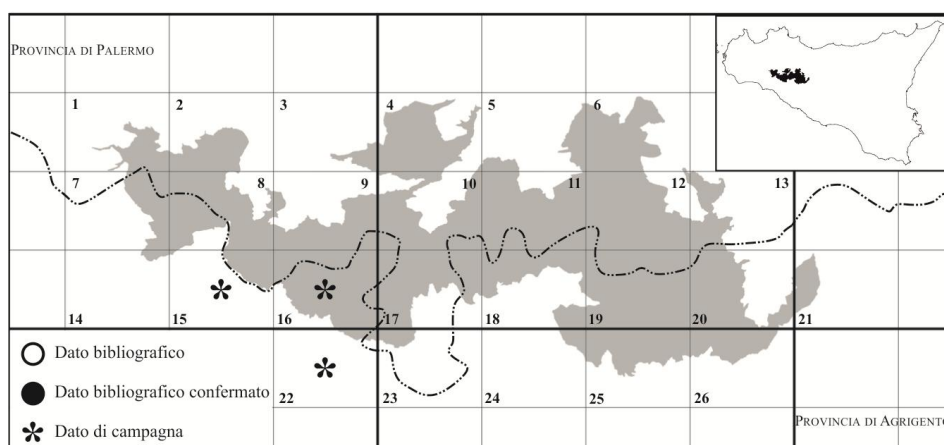 PROVINCIA DI PALERMO
1 2 3 4 5 6
7 8 9 10 11 12 13
14 15 16 17 18 19 20 21
Dato bibliografico
Dato bibliografico confermato
22 23 24 25 26
Dato di campagna
PROVINCIA DI AGRIGENTO